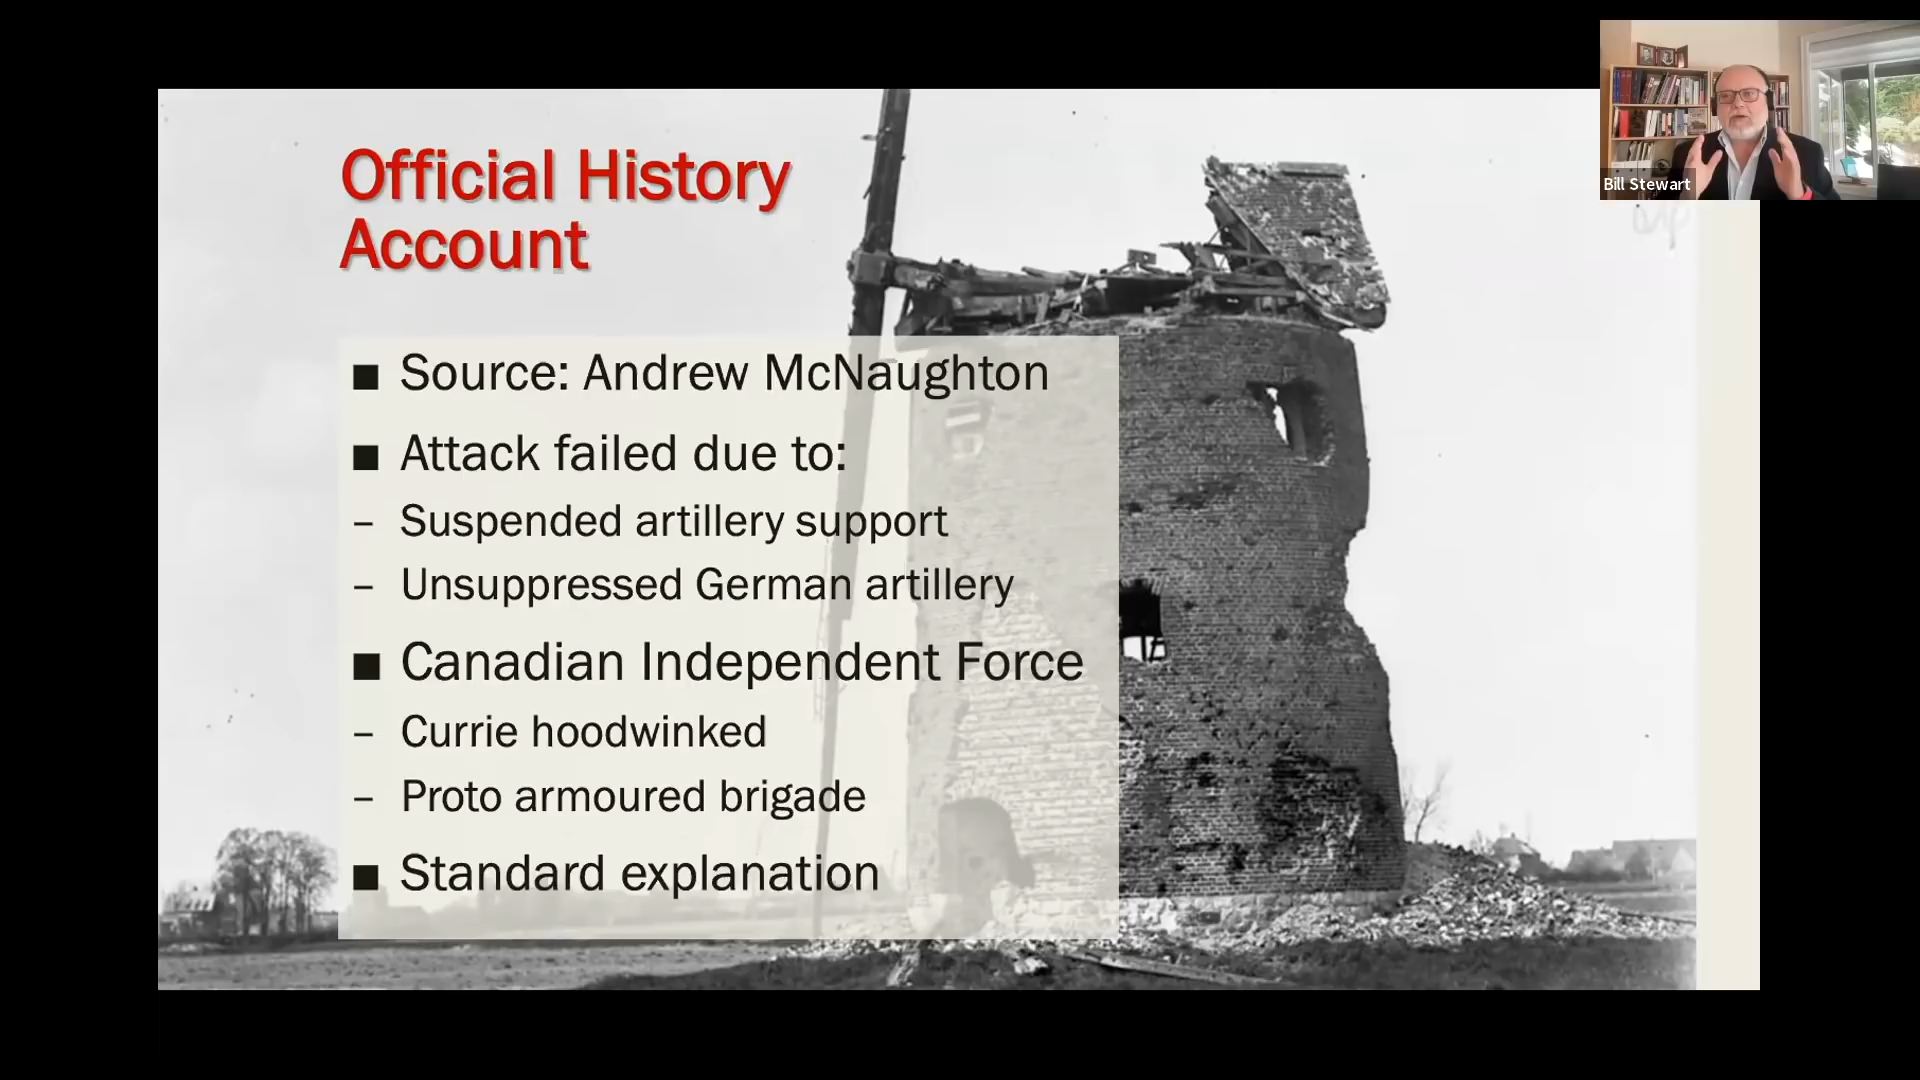 Official History
Account
■ Source: Andrew McNaughton
■ Attack failed due to:
– Suspended artillery support
– Unsuppressed German artillery
■ Canadian Independent Force
– Currie hoodwinked
– Proto armoured brigade
■ Standard explanation
Bill Stewart